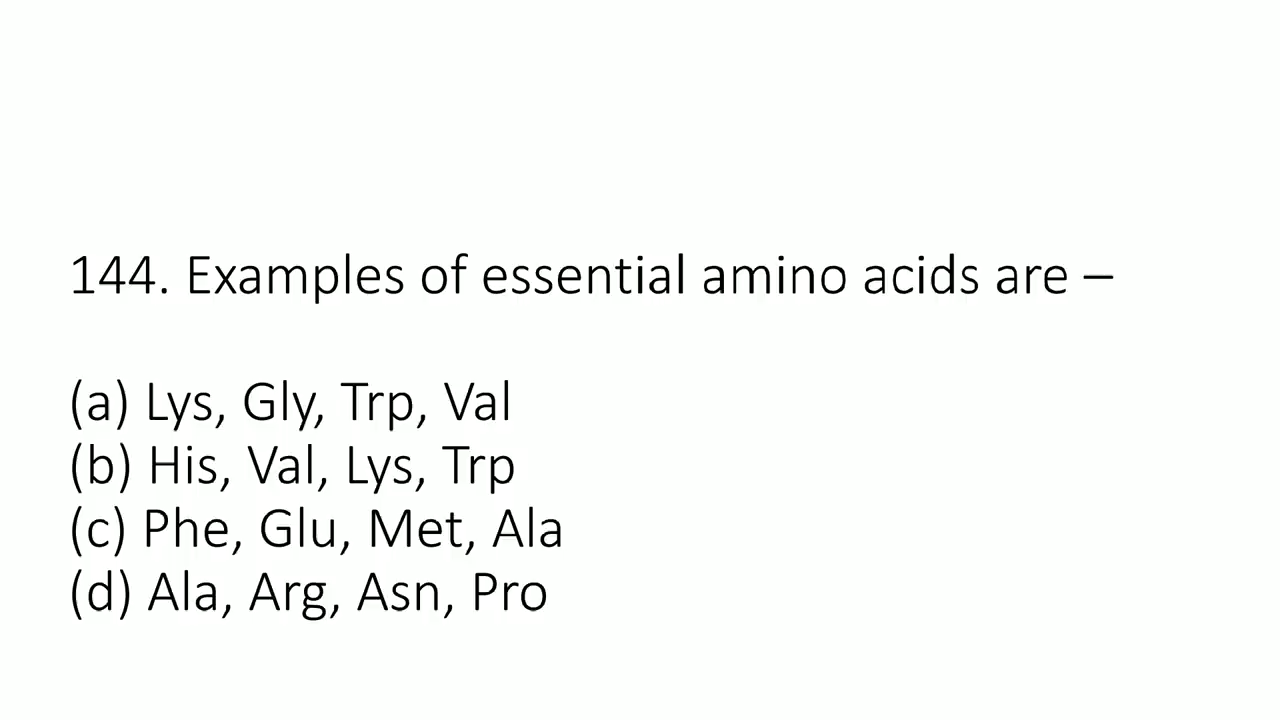 144. Examples of essential amino acids are –
(a) Lys, Gly, Trp, Val
(b) His, Val, Lys, Trp
(c) Phe, Glu, Met, Ala
(d) Ala, Arg, Asn, Pro